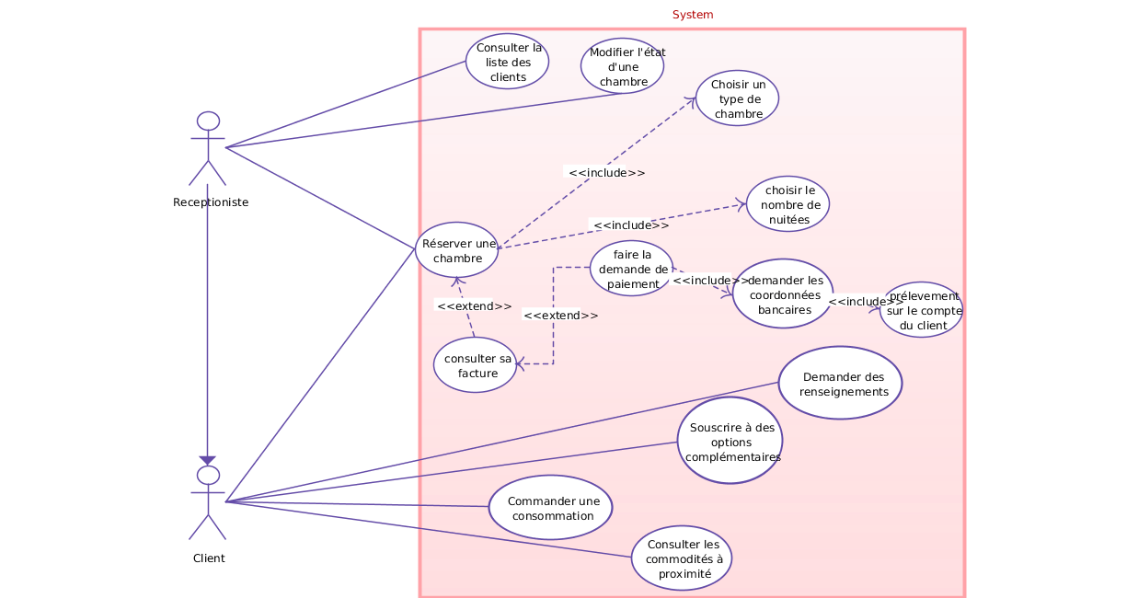 System
Consulter la
liste des
clients
Modifier l'état
d'une
chambre
Choisir un
type de
chambre
<<include>>
Receptioniste
choisir le
nombre de
nuitées
<<include>>
Réserver une
chambre
faire la
demande de
paiement
<<include>>
demander les
coordonnées
bancaires
<<include>>
prélevement
sur le compte
du client
<<extend>>
<<extend>>
consulter sa
facture
Demander des
renseignements
Souscrire à des
options
complémentaires
Commander une
consommation
Consulter les
commodités à
proximité
Client